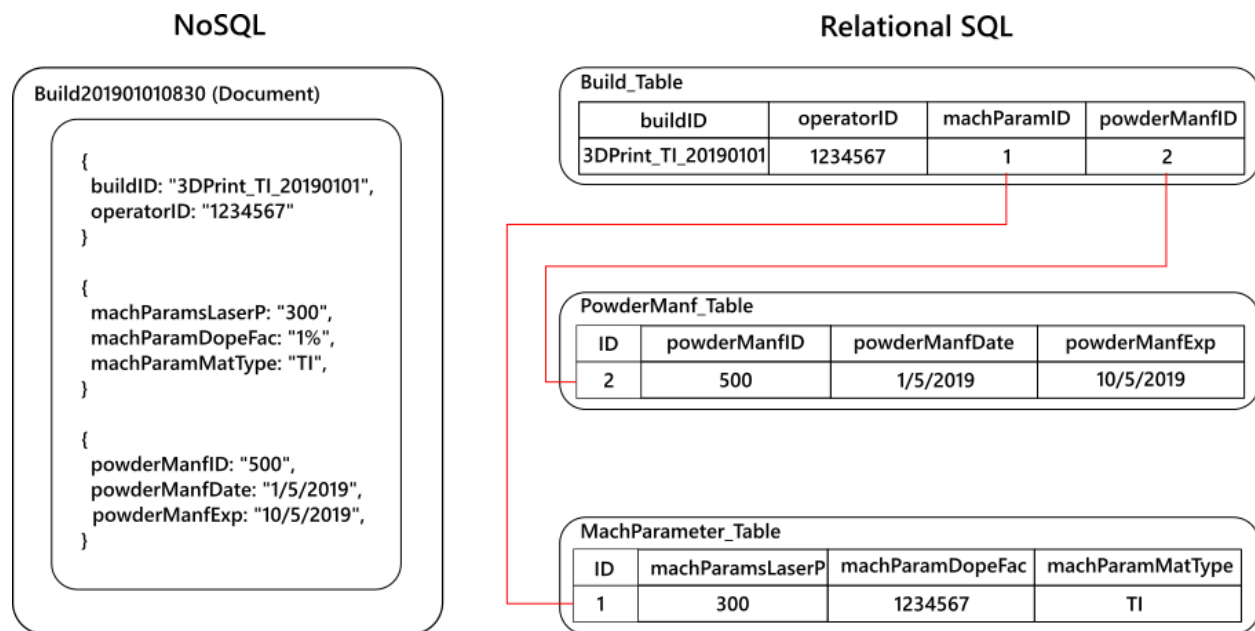 NoSQL
Build201901010830 (Document)
{
buildID: "3DPrint_TI_20190101",
operatorID: "1234567"
}
{
machParamsLaserP: "300",
machParamDopeFac: "1%",
machParamMatType: "TI",
}
{
powderManfID: "500",
powderManfDate: "1/5/2019",
powderManfExp: "10/5/2019",
}
Relational SQL
Build_Table
buildID operatorID machParamID powderManfID
3DPrint_TI_20190101 1234567 1 2
PowderManf_Table
ID powderManfID powderManfDate powderManfExp
2 500 1/5/2019 10/5/2019
MachParameter_Table
ID machParamsLaserP machParamDopeFac machParamMatType
1 300 1234567 TI